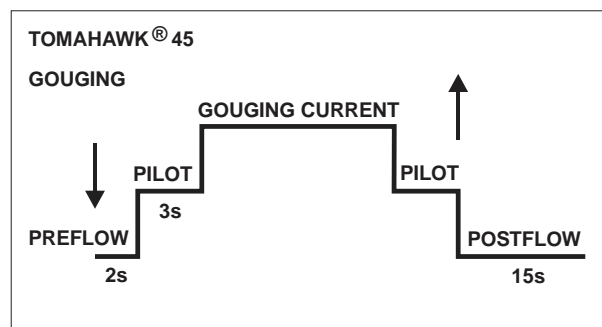 TOMAHAWK® 45
GOUGING
GOUGING CURRENT
PILOT
PILOT
3s
PREFLOW
POSTFLOW
2s
15s